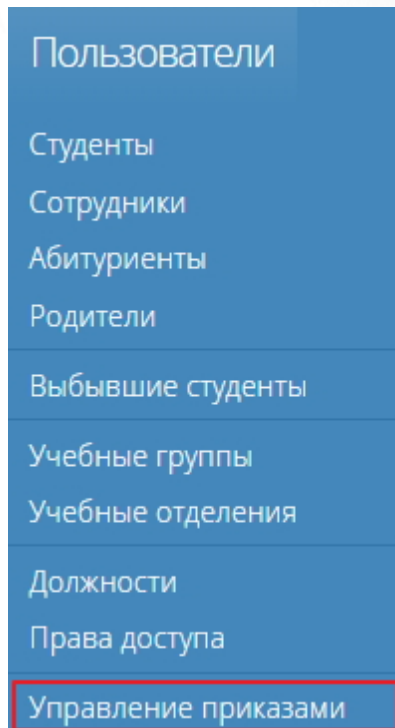 Пользователи
Студенты
Сотрудники
Абитуриенты
Родители
Выбывшие студенты
Учебные группы
Учебные отделения
Должности
Права доступа
Управление приказами